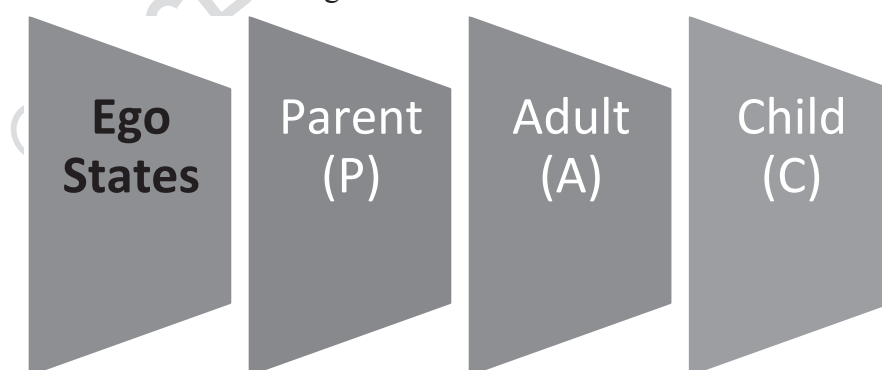 Ego
States
Parent
(P)
Adult
(A)
Child
(C)